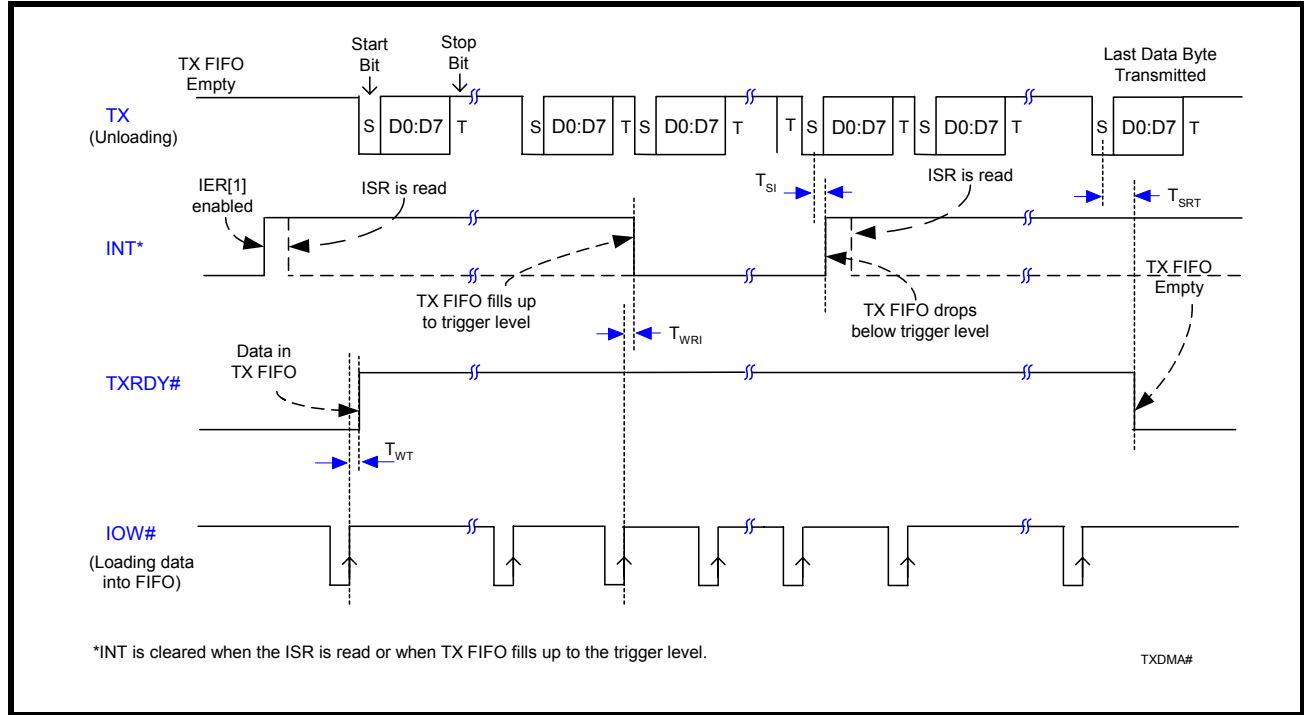 Start
Bit
Stop
Bit
TX FIFO
Empty
Last Data Byte
Transmitted
TX
(Unloading)
S D0:D7 T S D0:D7 T S D0:D7 T T S D0:D7 T S D0:D7 T S D0:D7 T
IER[1]
enabled
ISR is read
TSI
ISR is read
TSRT
INT*
TX FIFO fills up
to trigger level
TX FIFO drops
below trigger level
TX FIFO
Empty
TWRI
Data in
TX FIFO
TXRDY#
TWT
IOW#
(Loading data
into FIFO)
*INT is cleared when the ISR is read or when TX FIFO fills up to the trigger level.
TXDMA#